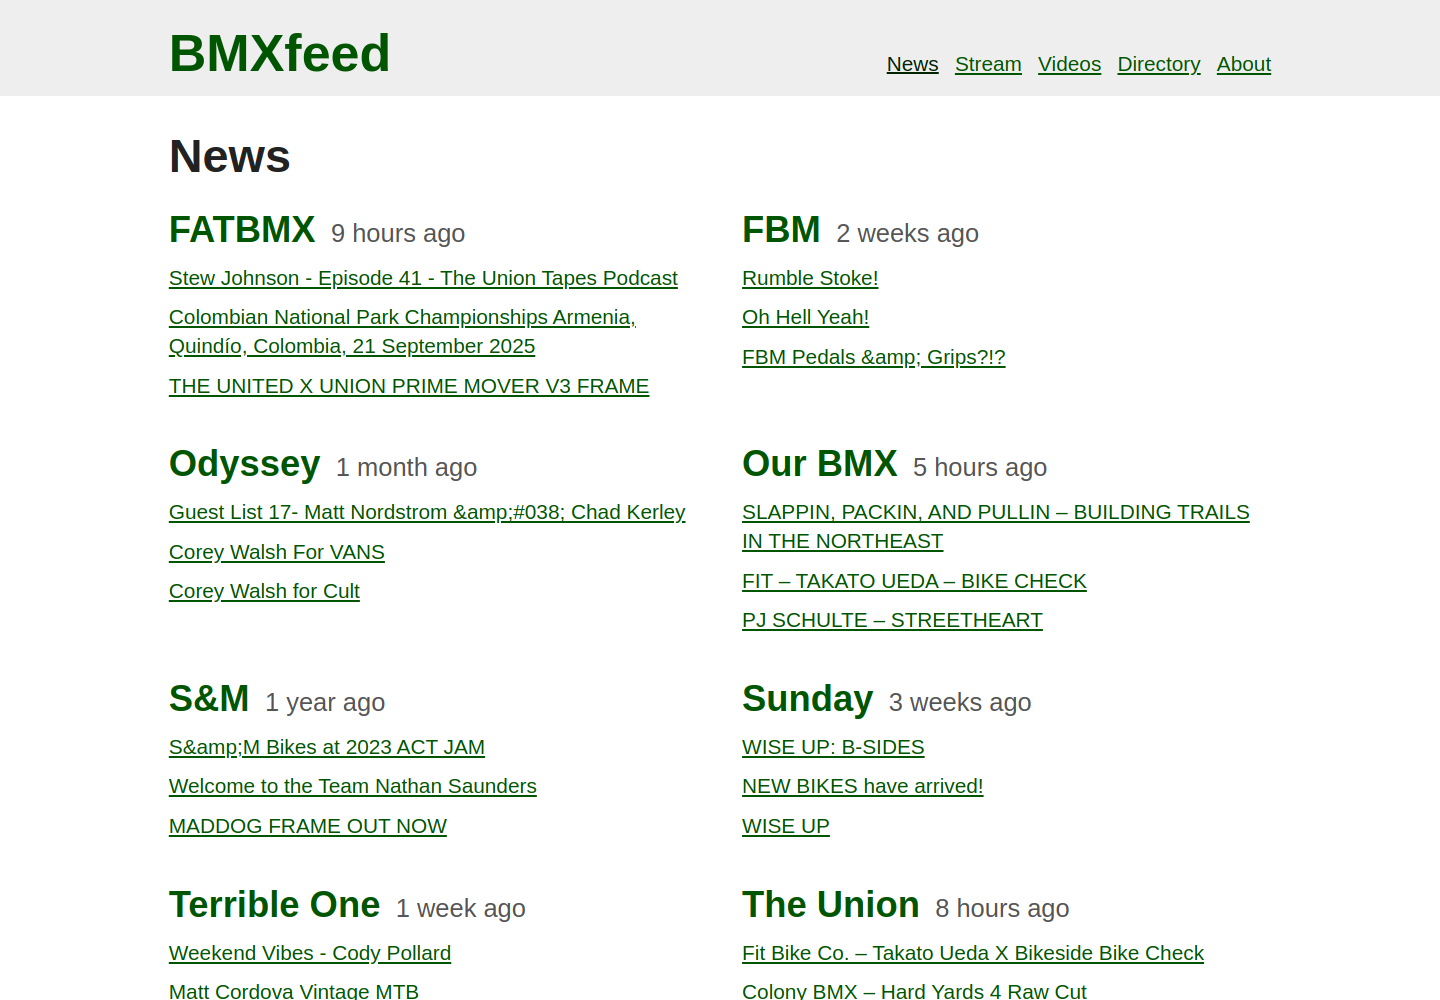 BMXfeed
News Stream Videos Directory About
News
FATBMX 9 hours ago
Stew Johnson - Episode 41 - The Union Tapes Podcast
Colombian National Park Championships Armenia,
Quindío, Colombia, 21 September 2025
THE UNITED X UNION PRIME MOVER V3 FRAME
FBM 2 weeks ago
Rumble Stoke!
Oh Hell Yeah!
FBM Pedals &amp; Grips?!?
Odyssey 1 month ago
Guest List 17- Matt Nordstrom &amp;#038; Chad Kerley
Corey Walsh For VANS
Corey Walsh for Cult
Our BMX 5 hours ago
SLAPPIN, PACKIN, AND PULLIN – BUILDING TRAILS
IN THE NORTHEAST
FIT – TAKATO UEDA – BIKE CHECK
PJ SCHULTE – STREETHEART
S&M 1 year ago
S&amp;M Bikes at 2023 ACT JAM
Welcome to the Team Nathan Saunders
MADDOG FRAME OUT NOW
Sunday 3 weeks ago
WISE UP: B-SIDES
NEW BIKES have arrived!
WISE UP
Terrible One 1 week ago
Weekend Vibes - Cody Pollard
Matt Cordova Vintage MTB
The Union 8 hours ago
Fit Bike Co. – Takato Ueda X Bikeside Bike Check
Colony BMX – Hard Yards 4 Raw Cut